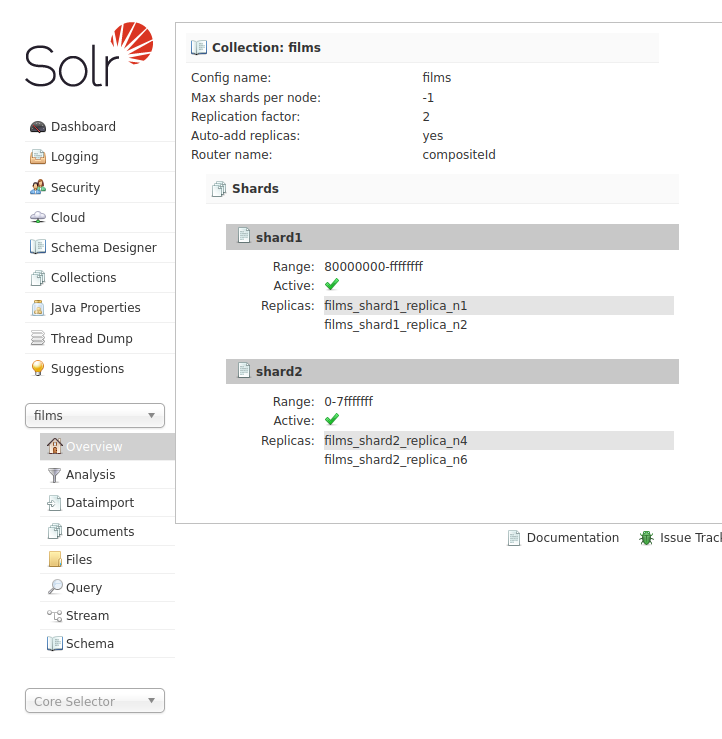 Solr
Dashboard
Logging
Security
Cloud
Schema Designer
Collections
Java Properties
Thread Dump
Suggestions
films
Overview
Analysis
Dataimport
Documents
Files
Query
Stream
Schema
Core Selector
Collection: films
Config name: films
Max shards per node: -1
Replication factor: 2
Auto-add replicas: yes
Router name: compositeId
Shards
shard1
Range: 80000000-ffffffff
Active:
Replicas: films_shard1_replica_n1
films_shard1_replica_n2
shard2
Range: 0-7fffffff
Active:
Replicas: films_shard2_replica_n4
films_shard2_replica_n6
Documentation Issue Track